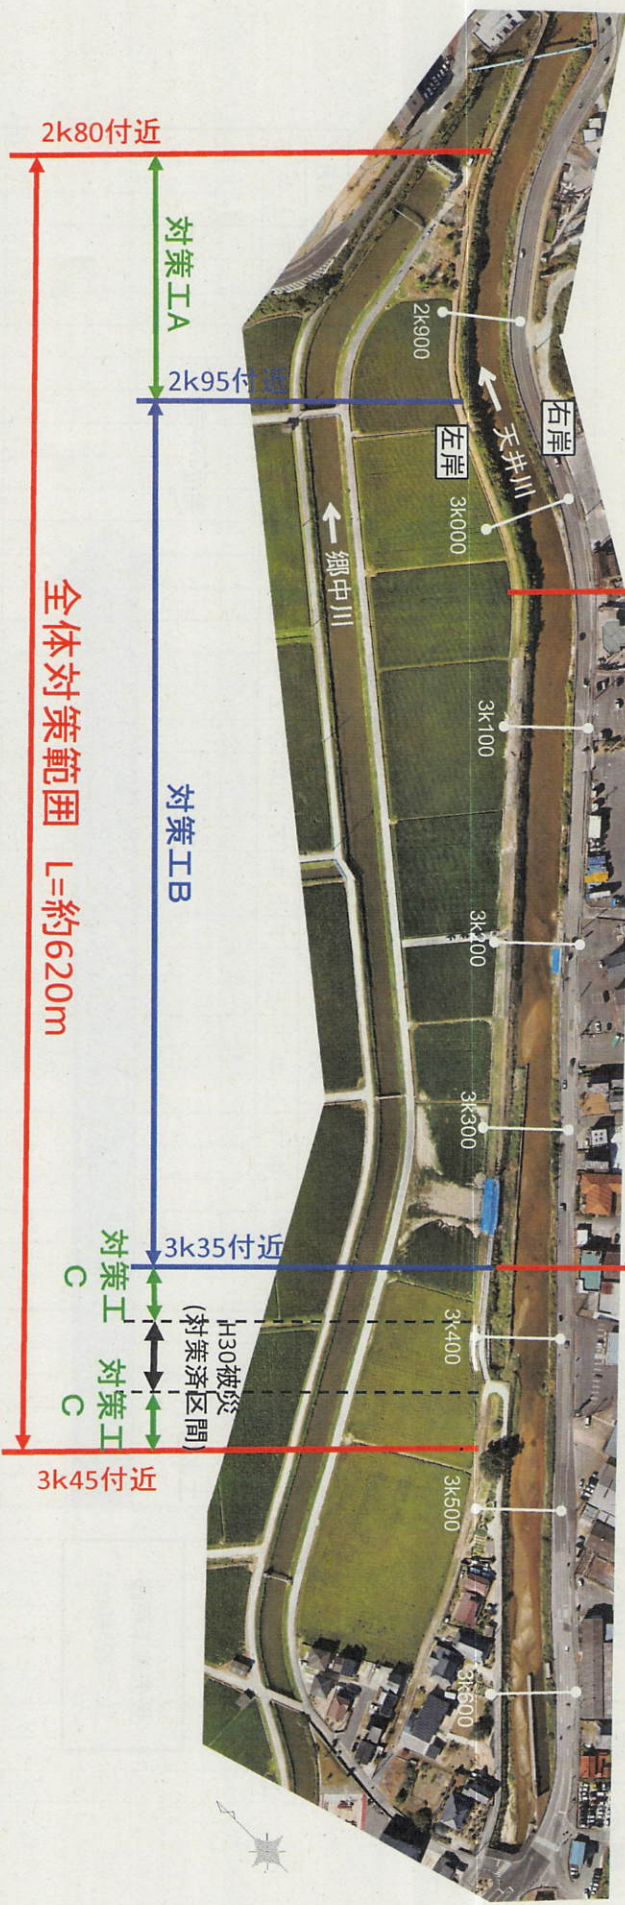 右岸
天井川
左岸
2k900
3k000
3k100
3k200
3k300
3k400
3k500
3k600
郷中川
2k80付近
対策工A
2k95付近
対策工B
3k35付近
対策工
C
H30被災
(対策済区間)
対策工
C
3k45付近
全体対策範囲 L=約620m